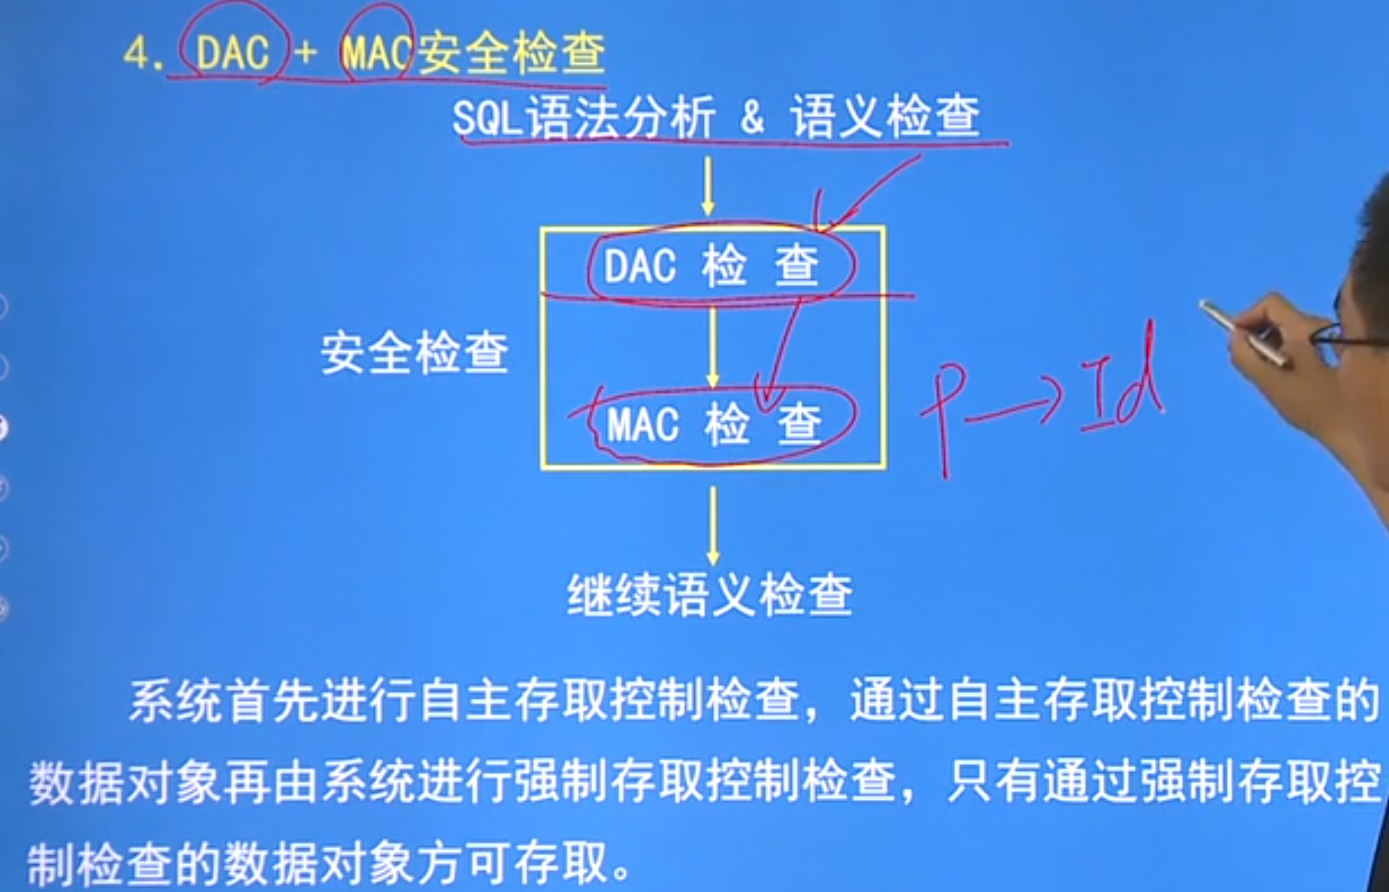 4. DAC + MAC安全检查
SQL语法分析 & 语义检查
DAC 检 查
安全检查
MAC 检 查
P→Id
继续语义检查
系统首先进行自主存取控制检查，通过自主存取控制检查的
数据对象再由系统进行强制存取控制检查，只有通过强制存取控
制检查的数据对象方可存取。